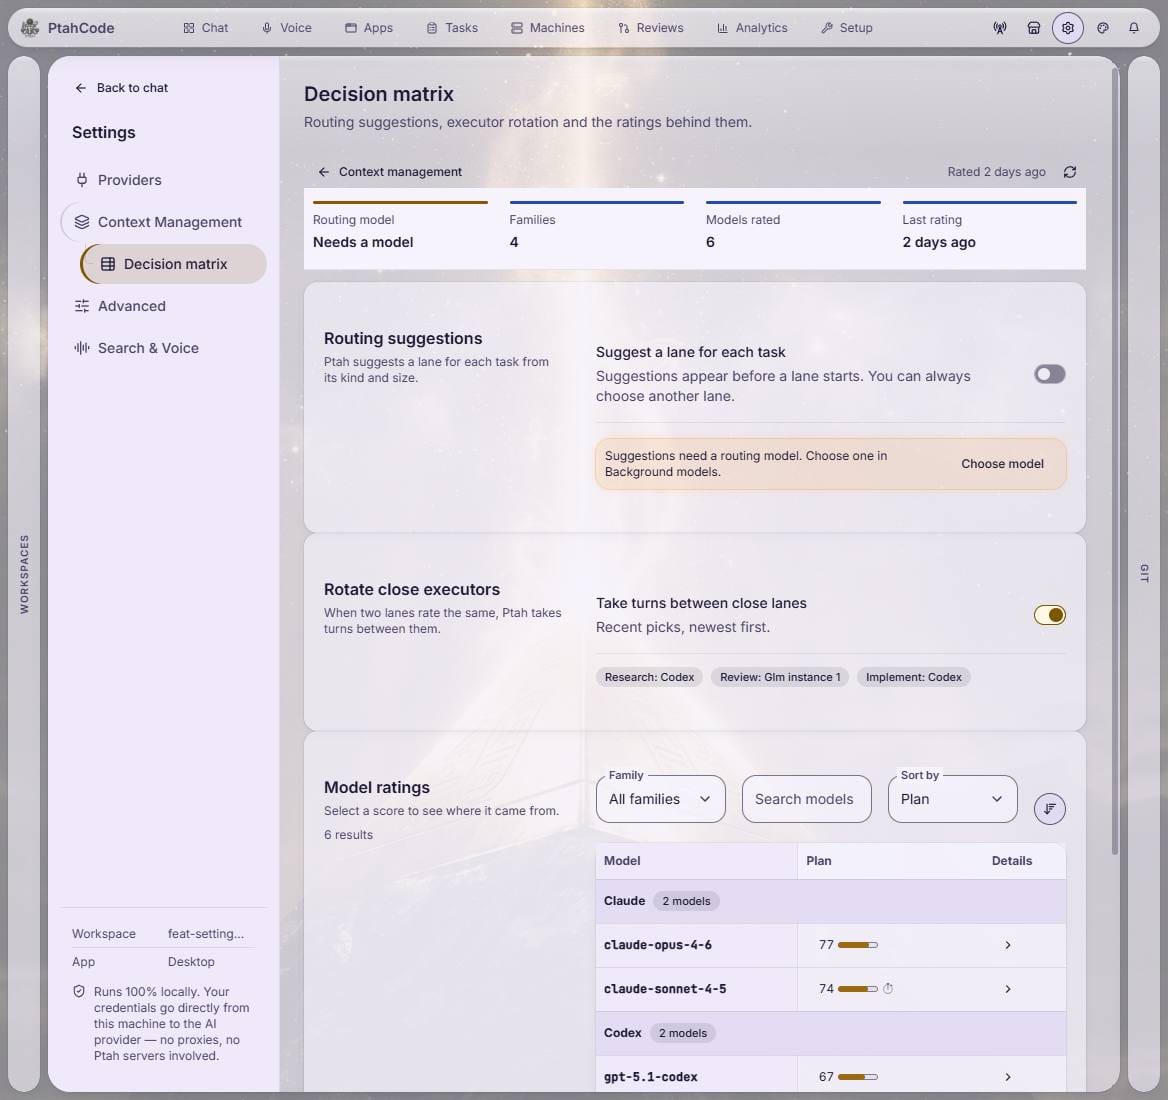 PtahCode
Chat
Voice
Apps
Tasks
Machines
Reviews
Analytics
Setup
WORKSPACES
Back to chat
Settings
Providers
Context Management
Decision matrix
Advanced
Search & Voice
Workspace feat-setting...
App Desktop
Runs 100% locally. Your
credentials go directly from
this machine to the AI
provider — no proxies, no
Ptah servers involved.
Decision matrix
Routing suggestions, executor rotation and the ratings behind them.
Context management
Rated 2 days ago
Routing model
Needs a model
Families
4
Models rated
6
Last rating
2 days ago
Routing suggestions
Ptah suggests a lane for each task from
its kind and size.
Suggest a lane for each task
Suggestions appear before a lane starts. You can always
choose another lane.
Suggestions need a routing model. Choose one in
Background models.
Choose model
Rotate close executors
When two lanes rate the same, Ptah takes
turns between them.
Take turns between close lanes
Recent picks, newest first.
Research: Codex
Review: Glm instance 1
Implement: Codex
Model ratings
Select a score to see where it came from.
6 results
Family
All families
Search models
Sort by
Plan
Model Plan Details
Claude 2 models
claude-opus-4-6 77
claude-sonnet-4-5 74
Codex 2 models
gpt-5.1-codex 67
GIT